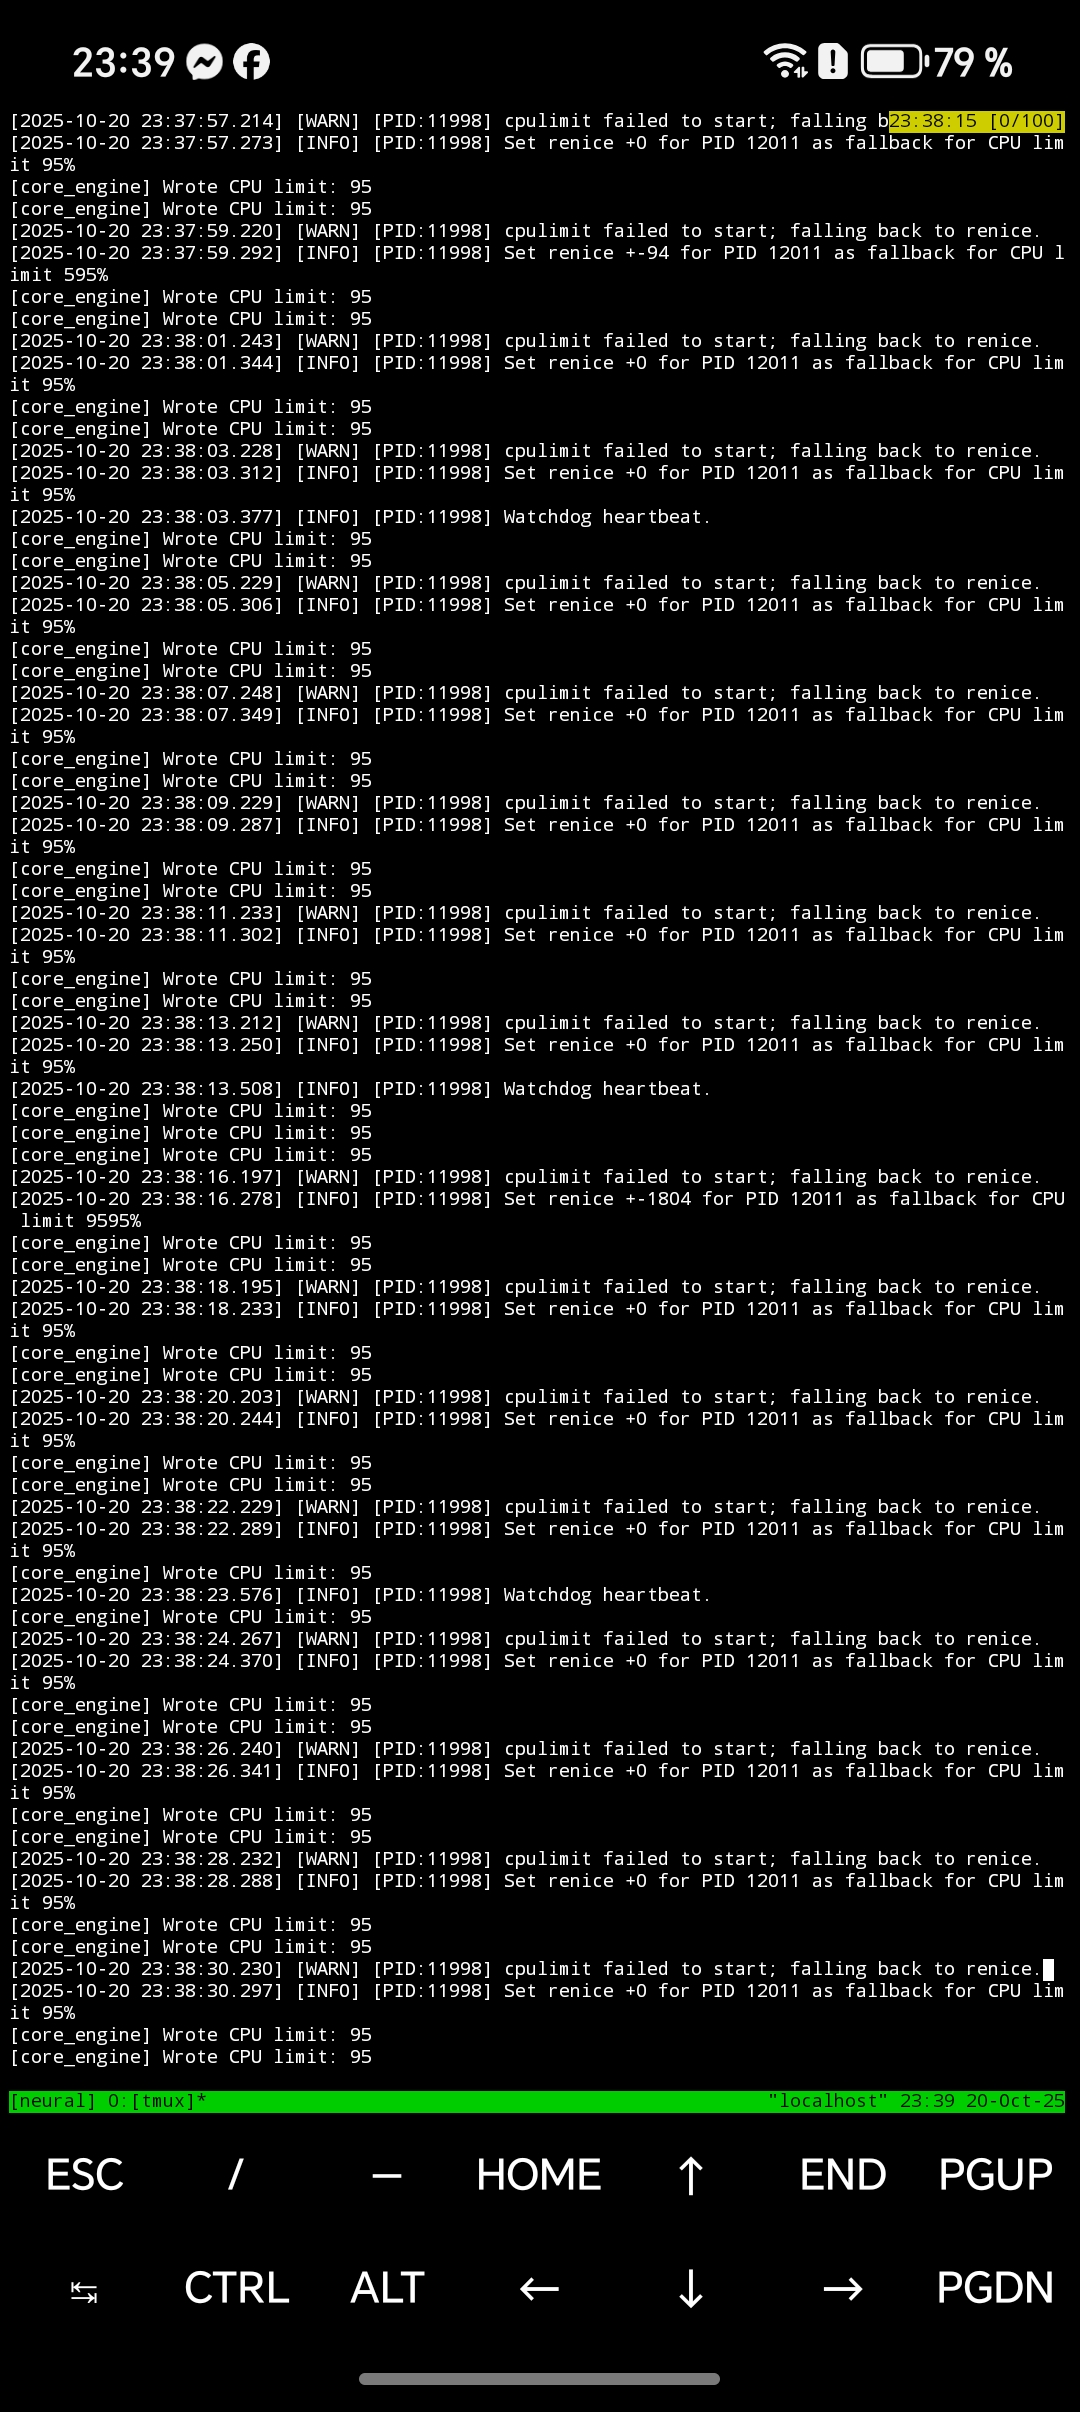 23:39 79 %
[2025-10-20 23:37:57.214] [WARN] [PID:11998] cpulimit failed to start; falling b23:38:15 [0/100]
[2025-10-20 23:37:57.273] [INFO] [PID:11998] Set renice +0 for PID 12011 as fallback for CPU lim
it 95%
[core_engine] Wrote CPU limit: 95
[core_engine] Wrote CPU limit: 95
[2025-10-20 23:37:59.220] [WARN] [PID:11998] cpulimit failed to start; falling back to renice.
[2025-10-20 23:37:59.292] [INFO] [PID:11998] Set renice +-94 for PID 12011 as fallback for CPU l
imit 595%
[core_engine] Wrote CPU limit: 95
[core_engine] Wrote CPU limit: 95
[2025-10-20 23:38:01.243] [WARN] [PID:11998] cpulimit failed to start; falling back to renice.
[2025-10-20 23:38:01.344] [INFO] [PID:11998] Set renice +0 for PID 12011 as fallback for CPU lim
it 95%
[core_engine] Wrote CPU limit: 95
[core_engine] Wrote CPU limit: 95
[2025-10-20 23:38:03.228] [WARN] [PID:11998] cpulimit failed to start; falling back to renice.
[2025-10-20 23:38:03.312] [INFO] [PID:11998] Set renice +0 for PID 12011 as fallback for CPU lim
it 95%
[2025-10-20 23:38:03.377] [INFO] [PID:11998] Watchdog heartbeat.
[core_engine] Wrote CPU limit: 95
[core_engine] Wrote CPU limit: 95
[2025-10-20 23:38:05.229] [WARN] [PID:11998] cpulimit failed to start; falling back to renice.
[2025-10-20 23:38:05.306] [INFO] [PID:11998] Set renice +0 for PID 12011 as fallback for CPU lim
it 95%
[core_engine] Wrote CPU limit: 95
[core_engine] Wrote CPU limit: 95
[2025-10-20 23:38:07.248] [WARN] [PID:11998] cpulimit failed to start; falling back to renice.
[2025-10-20 23:38:07.349] [INFO] [PID:11998] Set renice +0 for PID 12011 as fallback for CPU lim
it 95%
[core_engine] Wrote CPU limit: 95
[core_engine] Wrote CPU limit: 95
[2025-10-20 23:38:09.229] [WARN] [PID:11998] cpulimit failed to start; falling back to renice.
[2025-10-20 23:38:09.287] [INFO] [PID:11998] Set renice +0 for PID 12011 as fallback for CPU lim
it 95%
[core_engine] Wrote CPU limit: 95
[core_engine] Wrote CPU limit: 95
[2025-10-20 23:38:11.233] [WARN] [PID:11998] cpulimit failed to start; falling back to renice.
[2025-10-20 23:38:11.302] [INFO] [PID:11998] Set renice +0 for PID 12011 as fallback for CPU lim
it 95%
[core_engine] Wrote CPU limit: 95
[core_engine] Wrote CPU limit: 95
[2025-10-20 23:38:13.212] [WARN] [PID:11998] cpulimit failed to start; falling back to renice.
[2025-10-20 23:38:13.250] [INFO] [PID:11998] Set renice +0 for PID 12011 as fallback for CPU lim
it 95%
[2025-10-20 23:38:13.508] [INFO] [PID:11998] Watchdog heartbeat.
[core_engine] Wrote CPU limit: 95
[core_engine] Wrote CPU limit: 95
[core_engine] Wrote CPU limit: 95
[2025-10-20 23:38:16.197] [WARN] [PID:11998] cpulimit failed to start; falling back to renice.
[2025-10-20 23:38:16.278] [INFO] [PID:11998] Set renice +-1804 for PID 12011 as fallback for CPU
 limit 9595%
[core_engine] Wrote CPU limit: 95
[core_engine] Wrote CPU limit: 95
[2025-10-20 23:38:18.195] [WARN] [PID:11998] cpulimit failed to start; falling back to renice.
[2025-10-20 23:38:18.233] [INFO] [PID:11998] Set renice +0 for PID 12011 as fallback for CPU lim
it 95%
[core_engine] Wrote CPU limit: 95
[core_engine] Wrote CPU limit: 95
[2025-10-20 23:38:20.203] [WARN] [PID:11998] cpulimit failed to start; falling back to renice.
[2025-10-20 23:38:20.244] [INFO] [PID:11998] Set renice +0 for PID 12011 as fallback for CPU lim
it 95%
[core_engine] Wrote CPU limit: 95
[core_engine] Wrote CPU limit: 95
[2025-10-20 23:38:22.229] [WARN] [PID:11998] cpulimit failed to start; falling back to renice.
[2025-10-20 23:38:22.289] [INFO] [PID:11998] Set renice +0 for PID 12011 as fallback for CPU lim
it 95%
[core_engine] Wrote CPU limit: 95
[2025-10-20 23:38:23.576] [INFO] [PID:11998] Watchdog heartbeat.
[core_engine] Wrote CPU limit: 95
[2025-10-20 23:38:24.267] [WARN] [PID:11998] cpulimit failed to start; falling back to renice.
[2025-10-20 23:38:24.370] [INFO] [PID:11998] Set renice +0 for PID 12011 as fallback for CPU lim
it 95%
[core_engine] Wrote CPU limit: 95
[core_engine] Wrote CPU limit: 95
[2025-10-20 23:38:26.240] [WARN] [PID:11998] cpulimit failed to start; falling back to renice.
[2025-10-20 23:38:26.341] [INFO] [PID:11998] Set renice +0 for PID 12011 as fallback for CPU lim
it 95%
[core_engine] Wrote CPU limit: 95
[core_engine] Wrote CPU limit: 95
[2025-10-20 23:38:28.232] [WARN] [PID:11998] cpulimit failed to start; falling back to renice.
[2025-10-20 23:38:28.288] [INFO] [PID:11998] Set renice +0 for PID 12011 as fallback for CPU lim
it 95%
[core_engine] Wrote CPU limit: 95
[core_engine] Wrote CPU limit: 95
[2025-10-20 23:38:30.230] [WARN] [PID:11998] cpulimit failed to start; falling back to renice.
[2025-10-20 23:38:30.297] [INFO] [PID:11998] Set renice +0 for PID 12011 as fallback for CPU lim
it 95%
[core_engine] Wrote CPU limit: 95
[core_engine] Wrote CPU limit: 95
[neural] 0:[tmux]* "localhost" 23:39 20-Oct-25
ESC / — HOME ↑ END PGUP
↹ CTRL ALT ← ↓ → PGDN